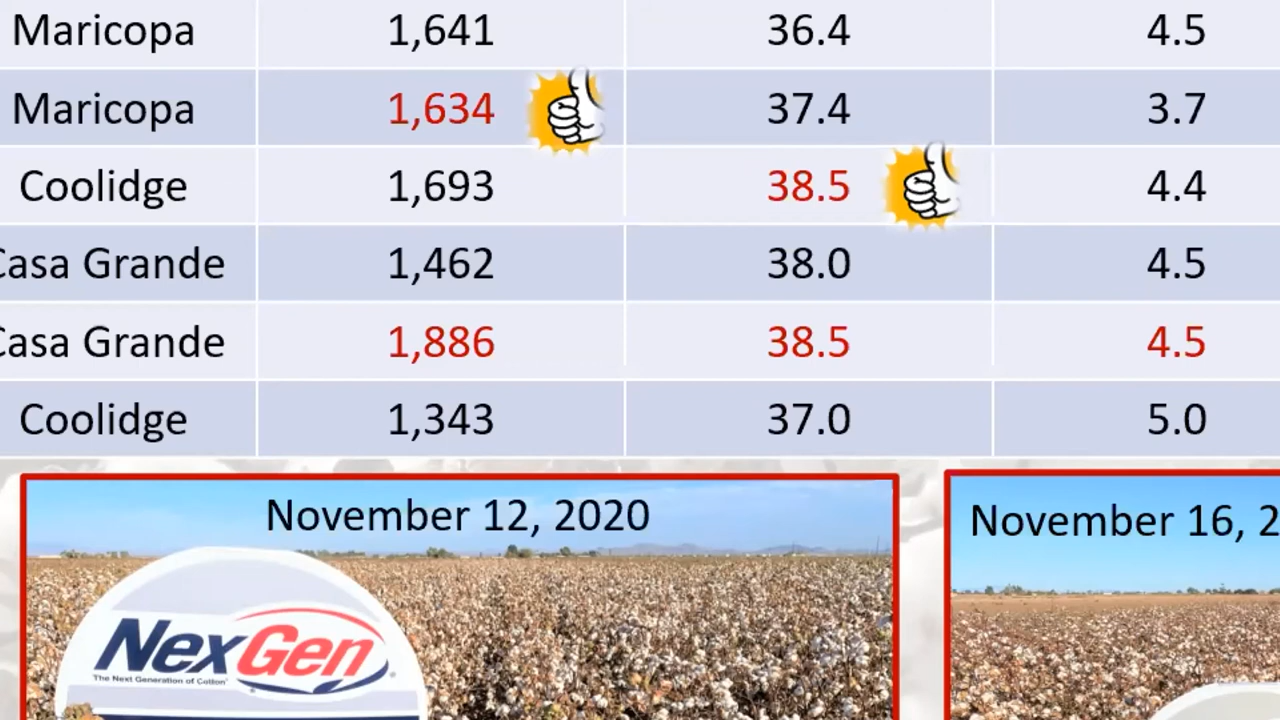 Maricopa 1,641 36.4 4.5
Maricopa 1,634 37.4 3.7
Coolidge 1,693 38.5 4.4
Casa Grande 1,462 38.0 4.5
Casa Grande 1,886 38.5 4.5
Coolidge 1,343 37.0 5.0
November 12, 2020
November 16, 2
NexGen
The Next Generation of Cotton